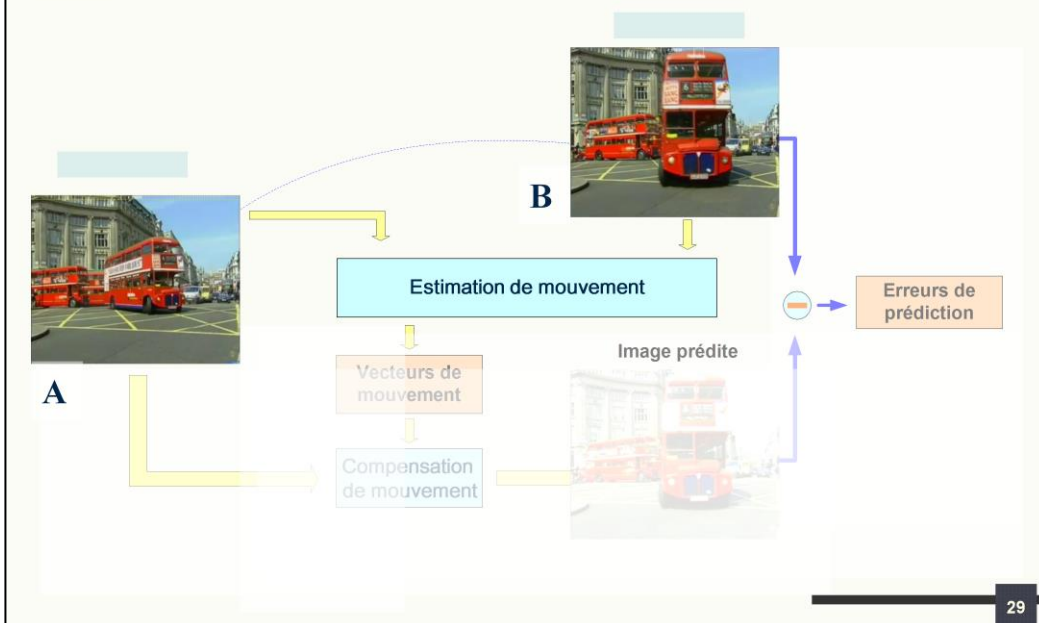 B
Estimation de mouvement
Erreurs de
prédiction
Image prédite
A
Vecteurs de
mouvement
Compensation
de mouvement
29